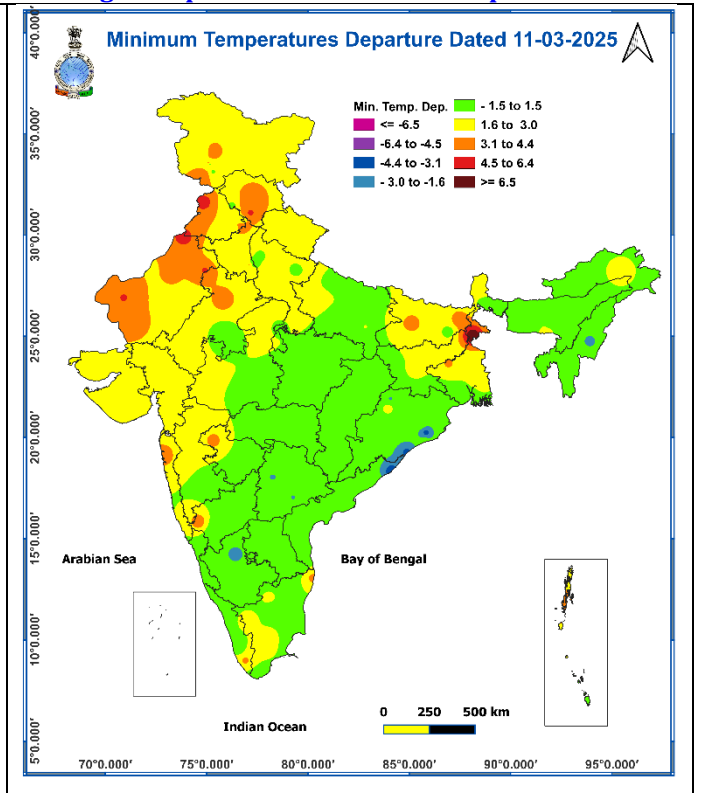 Minimum Temperatures Departure Dated 11-03-2025
Min. Temp. Dep.
<= -6.5
-6.4 to -4.5
-4.4 to -3.1
- 3.0 to -1.6
- 1.5 to 1.5
1.6 to 3.0
3.1 to 4.4
4.5 to 6.4
>= 6.5
40°0.000'
35°0.000'
30°0.000'
25°0.000'
20°0.000'
15°0.000'
10°0.000'
5°0.000'
Arabian Sea
Bay of Bengal
Indian Ocean
0 250 500 km
70°0.000' 75°0.000' 80°0.000' 85°0.000' 90°0.000' 95°0.000'